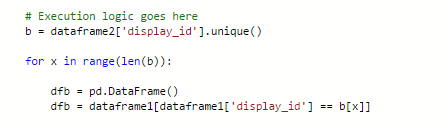 # Execution logic goes here
b = dataframe2['display_id'].unique()
for x in range(len(b)):
dfb = pd.DataFrame()
dfb = dataframe1[dataframe1['display_id'] == b[x]]